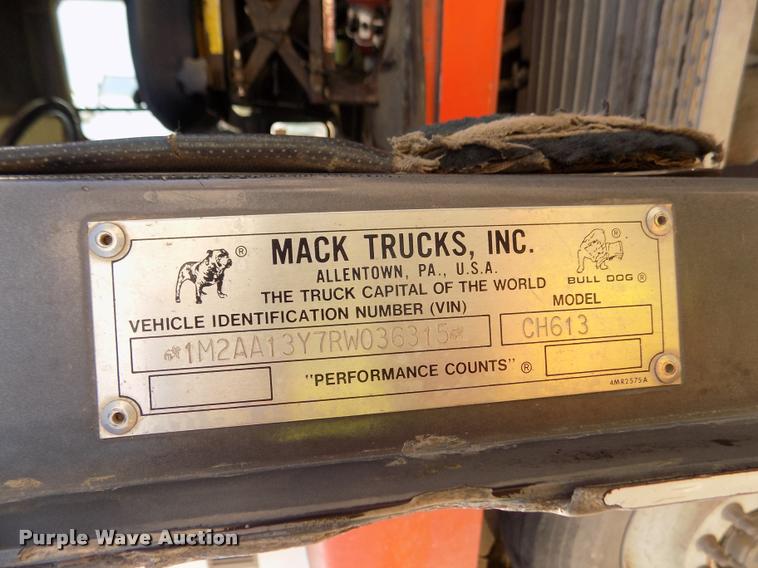 MACK TRUCKS, INC.
ALLENTOWN, PA., U.S.A.
THE TRUCK CAPITAL OF THE WORLD
® ® BULL DOG ®
VEHICLE IDENTIFICATION NUMBER (VIN) MODEL
*1M2AA13Y7RW036315* CH613
"PERFORMANCE COUNTS" ®
4MR2575A
Purple Wave Auction